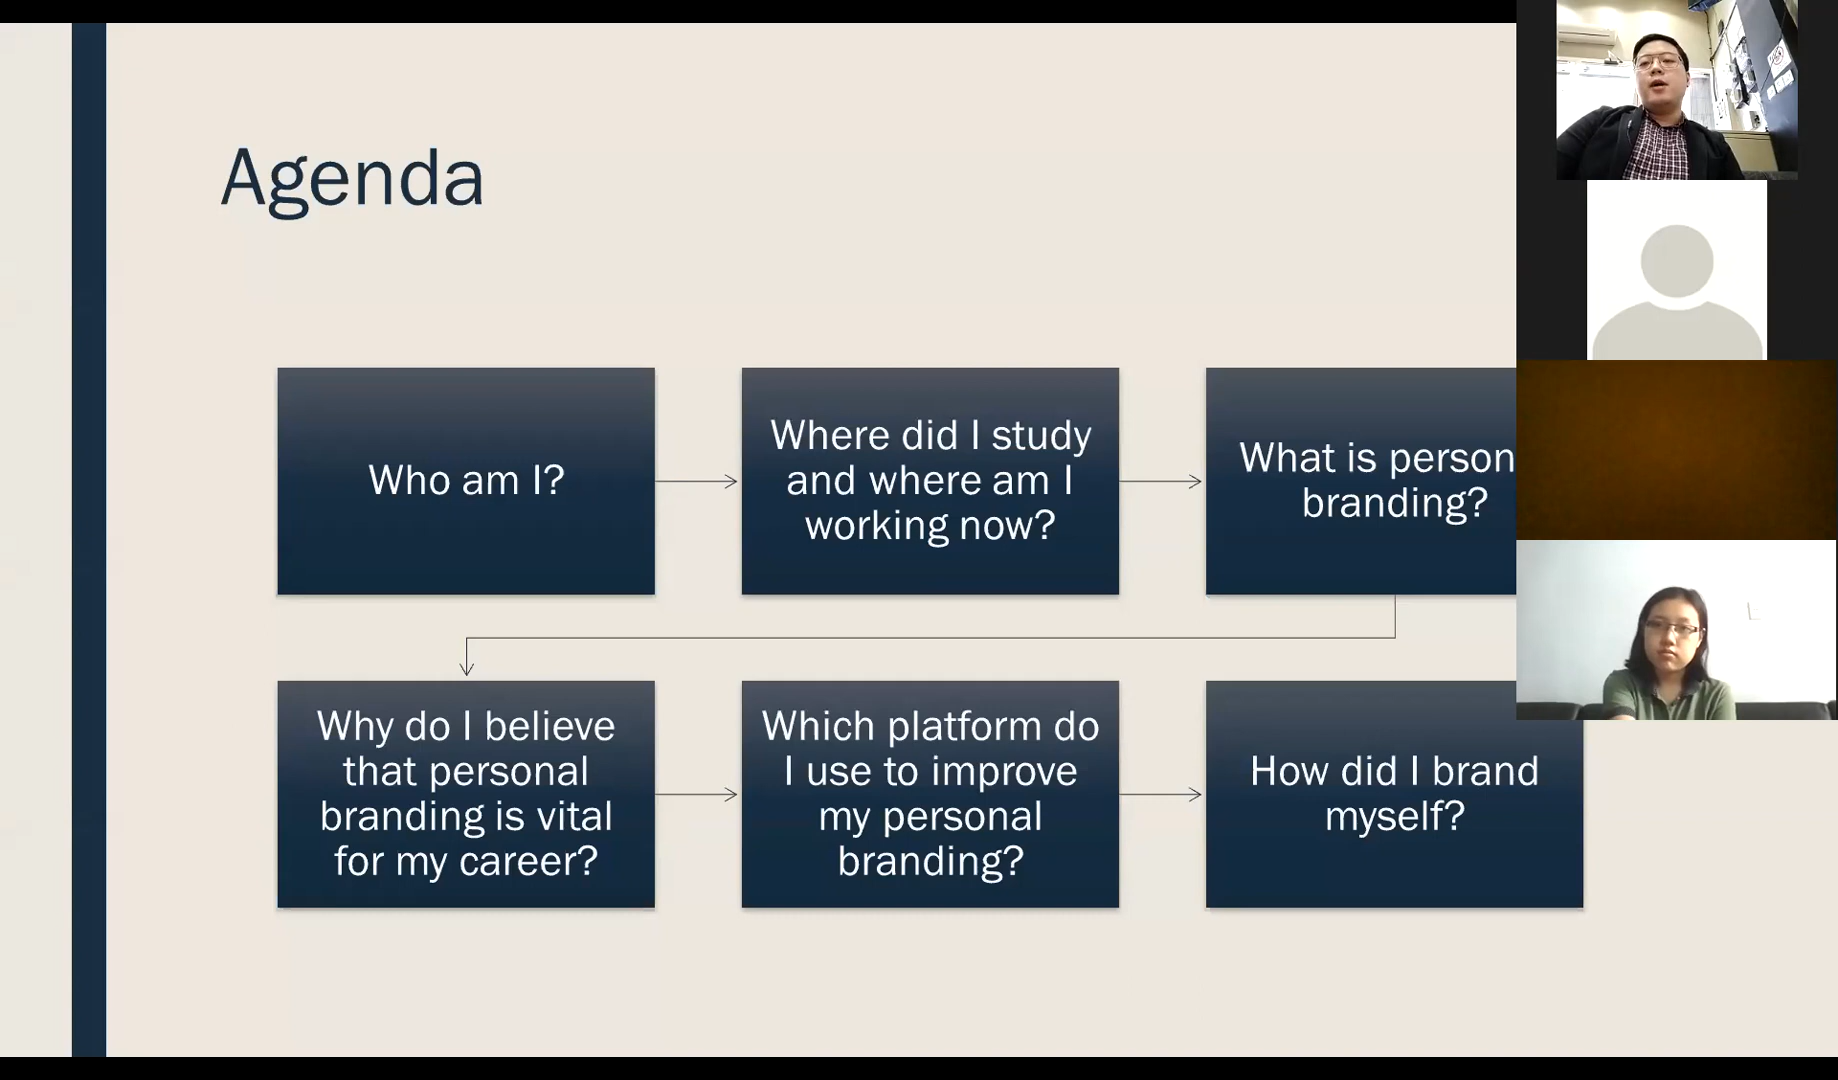 Agenda
Who am I?
Where did I study
and where am I
working now?
What is person
branding?
Why do I believe
that personal
branding is vital
for my career?
Which platform do
I use to improve
my personal
branding?
How did I brand
myself?